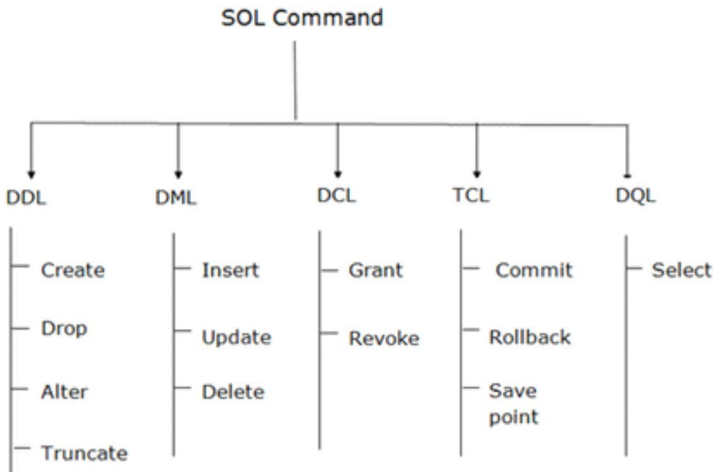 SOL Command
DDL DML DCL TCL DQL
Create Insert Grant Commit Select
Drop Update Revoke Rollback
Alter Delete Save
point
Truncate